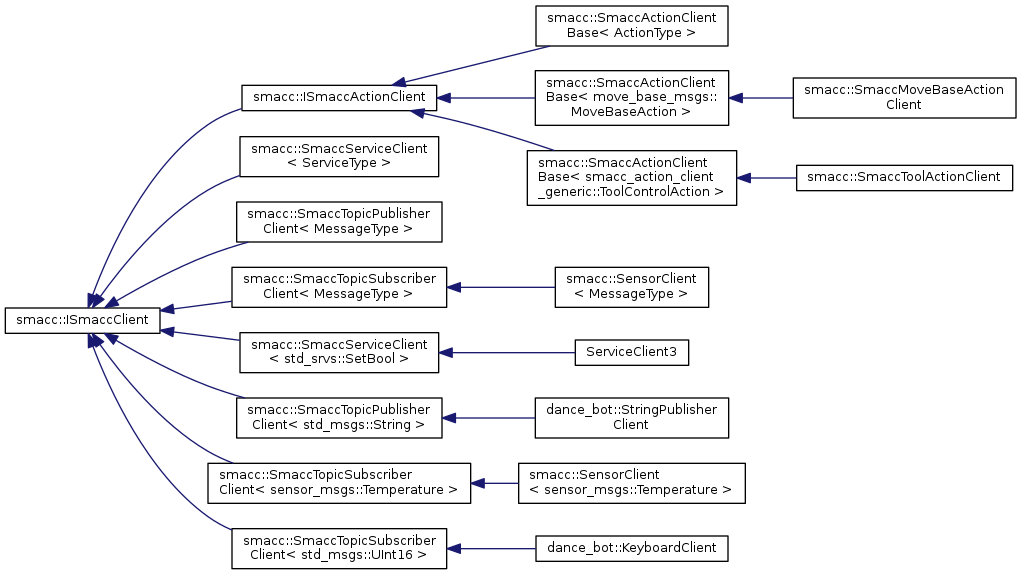 smacc::SmaccActionClient
Base< ActionType >
smacc::ISmaccActionClient
smacc::SmaccActionClient
Base< move_base_msgs::
MoveBaseAction >
smacc::SmaccMoveBaseAction
Client
smacc::SmaccActionClient
Base< smacc_action_client
_generic::ToolControlAction >
smacc::SmaccToolActionClient
smacc::SmaccServiceClient
< ServiceType >
smacc::SmaccTopicPublisher
Client< MessageType >
smacc::SmaccTopicSubscriber
Client< MessageType >
smacc::SensorClient
< MessageType >
smacc::ISmaccClient
smacc::SmaccServiceClient
< std_srvs::SetBool >
ServiceClient3
smacc::SmaccTopicPublisher
Client< std_msgs::String >
dance_bot::StringPublisher
Client
smacc::SmaccTopicSubscriber
Client< sensor_msgs::Temperature >
smacc::SensorClient
< sensor_msgs::Temperature >
smacc::SmaccTopicSubscriber
Client< std_msgs::UInt16 >
dance_bot::KeyboardClient